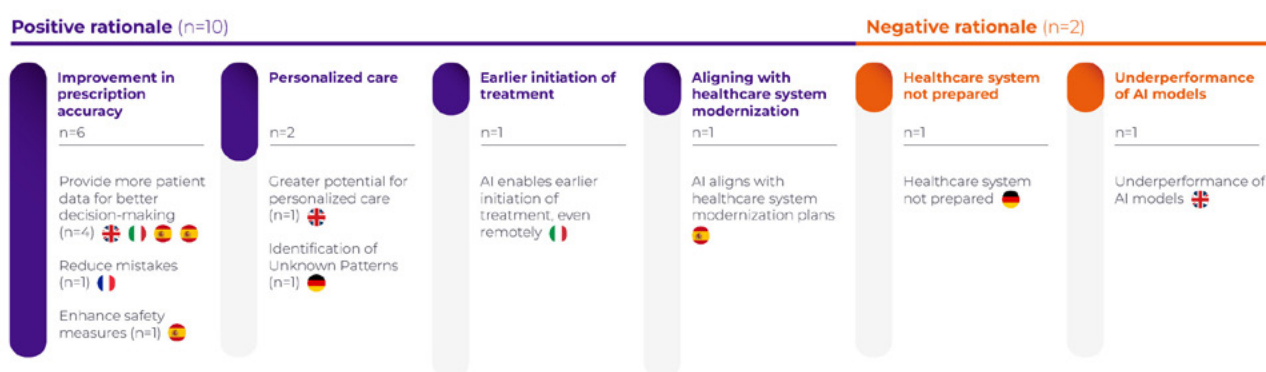 Positive rationale (n=10)
Negative rationale (n=2)
Improvement in
prescription
accuracy
n=6
Provide more patient
data for better
decision-making
(n=4)
Reduce mistakes
(n=1)
Enhance safety
measures (n=1)
Personalized care
n=2
Greater potential for
personalized care
(n=1)
Identification of
Unknown Patterns
(n=1)
Earlier initiation of
treatment
n=1
AI enables earlier
initiation of
treatment, even
remotely
Aligning with
healthcare system
modernization
n=1
AI aligns with
healthcare system
modernization plans
Healthcare system
not prepared
n=1
Healthcare system
not prepared
Underperformance
of AI models
n=1
Underperformance of
AI models